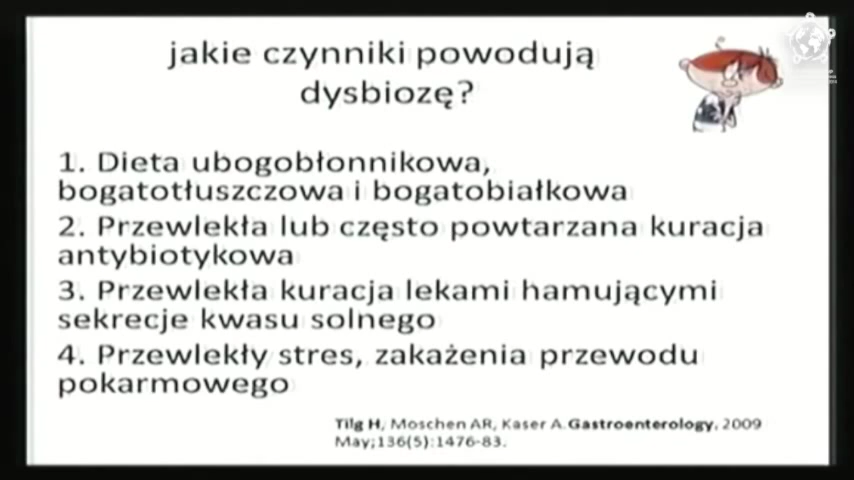 jakie czynniki powodują
dysbiozę?
1. Dieta ubogobłonnikowa,
bogatotłuszczowa i bogatobiałkowa
2. Przewlekła lub często powtarzana kuracja
antybiotykowa
3. Przewlekła kuracja lekami hamującymi
sekrecje kwasu solnego
4. Przewlekły stres, zakażenia przewodu
pokarmowego
Tilg H, Moschen AR, Kaser A.Gastroenterology. 2009
May;136(5):1476-83.